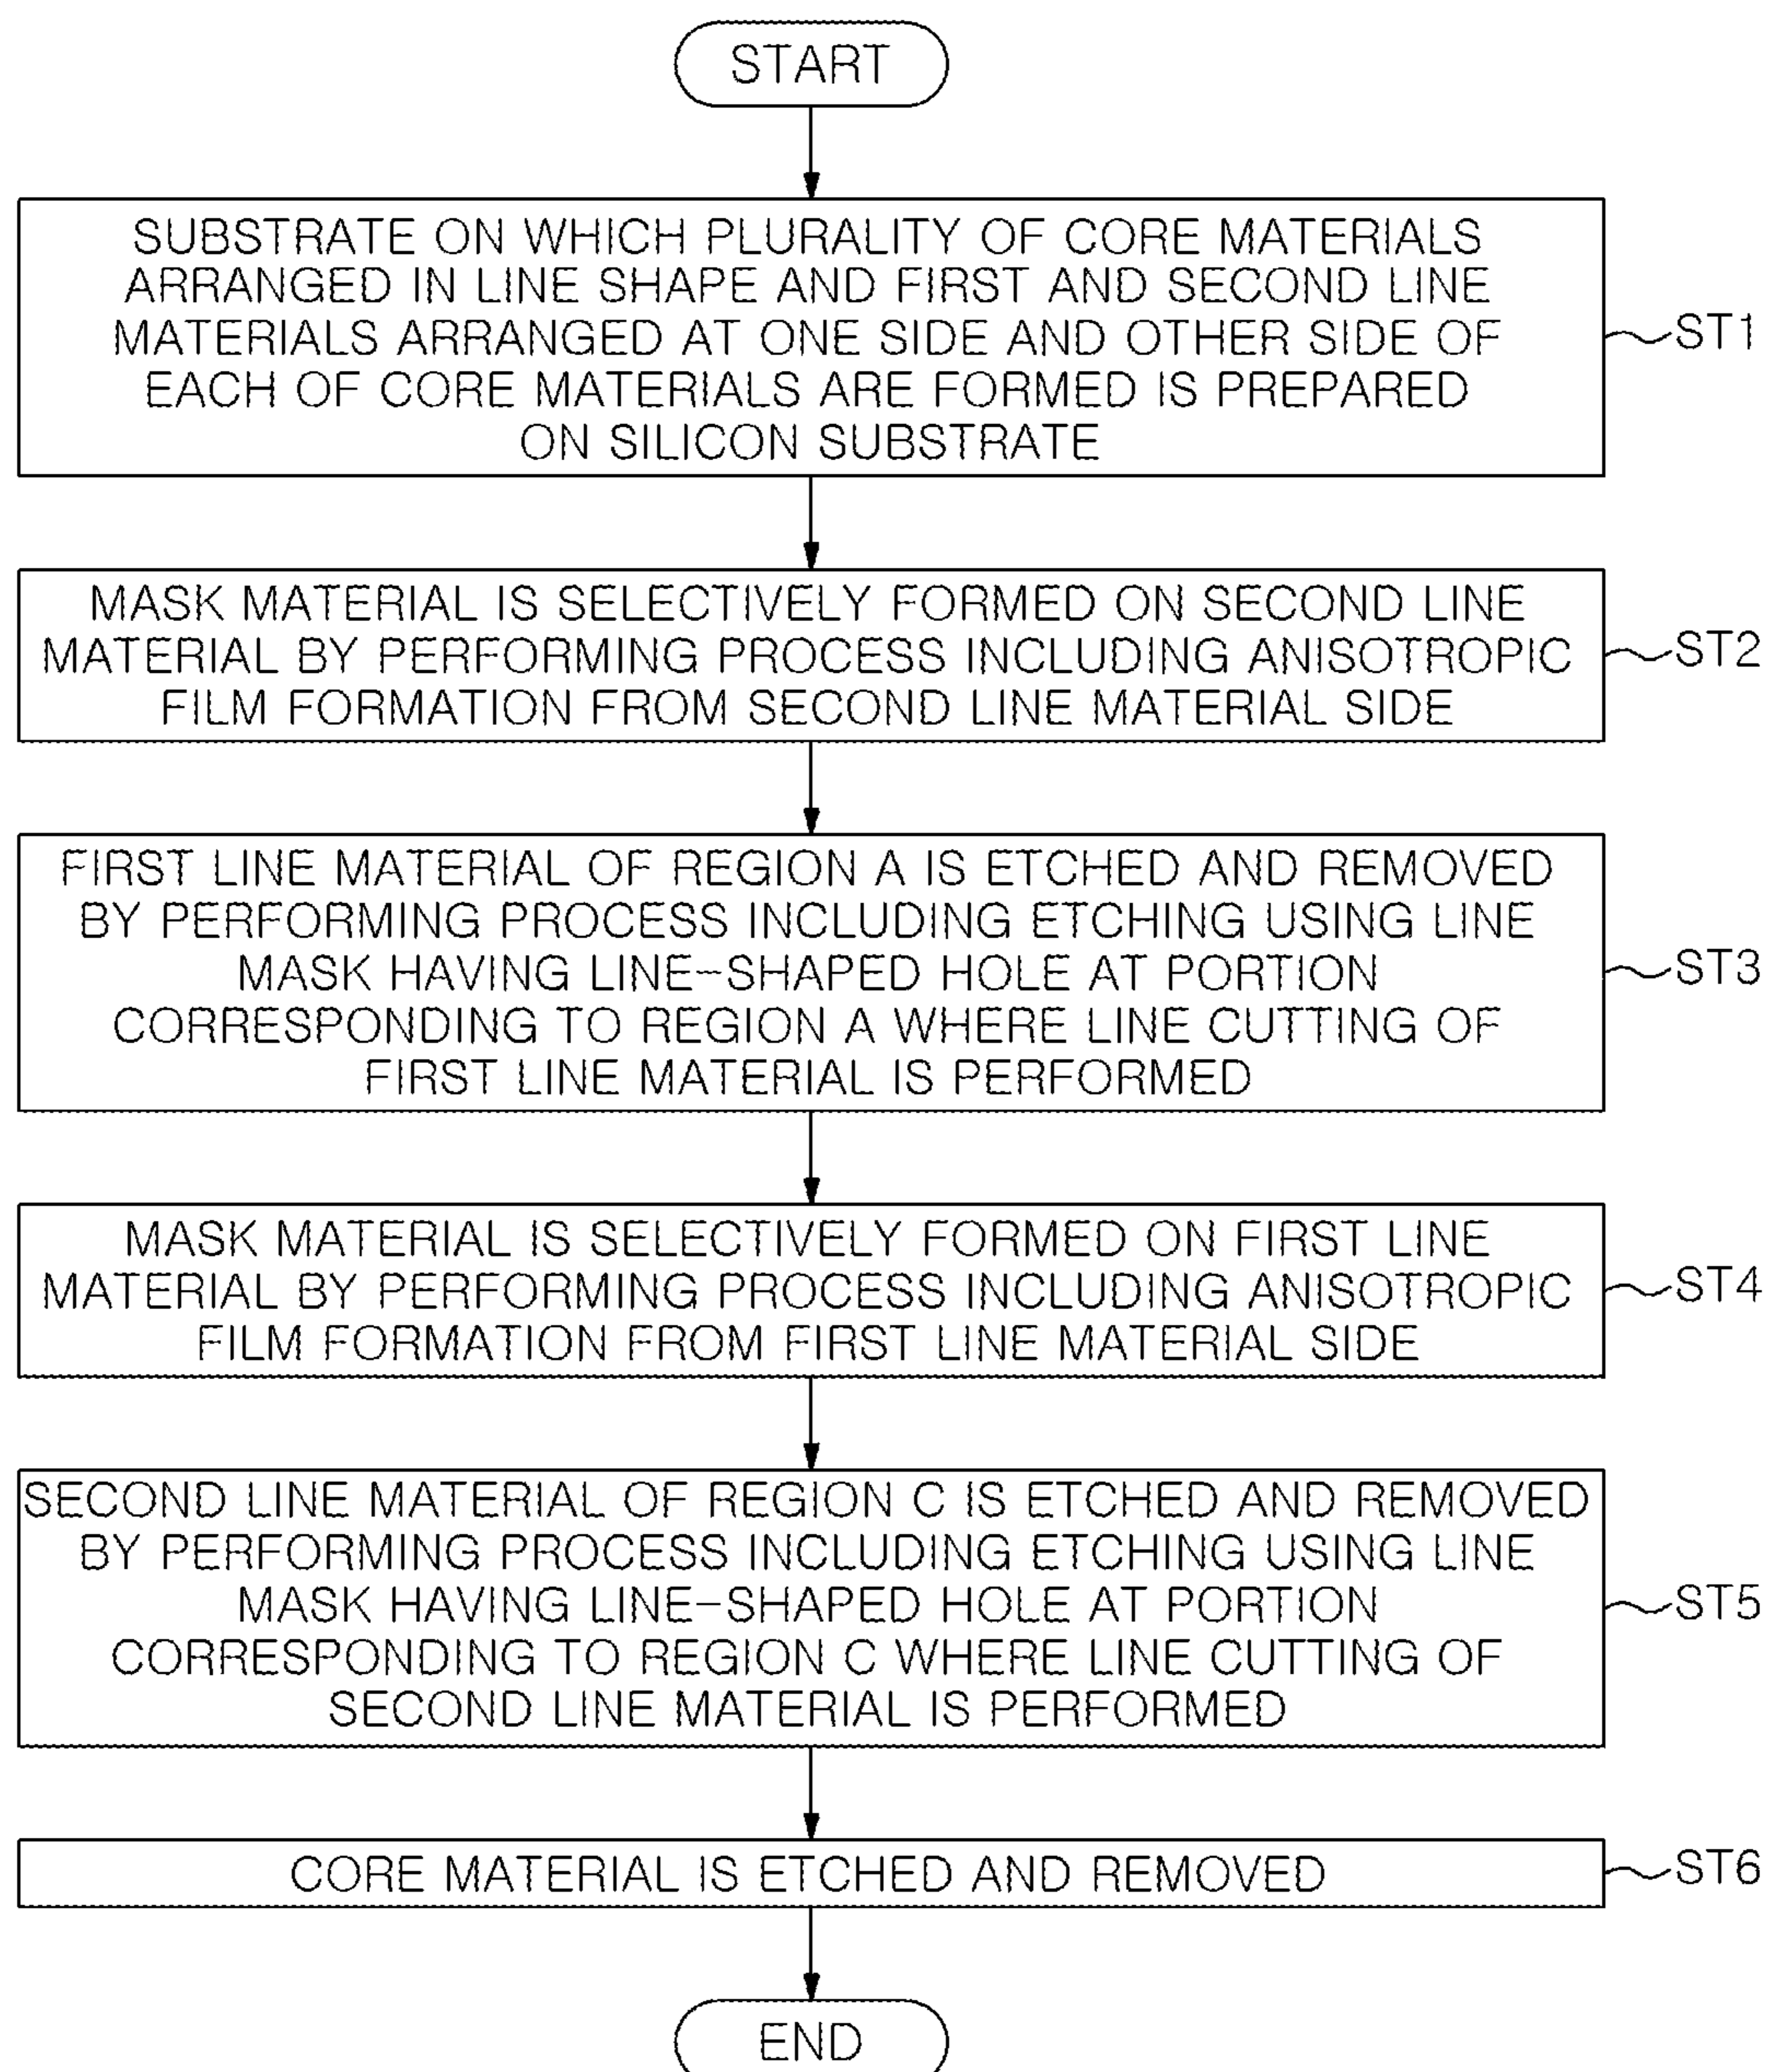 START
SUBSTRATE ON WHICH PLURALITY OF CORE MATERIALS
ARRANGED IN LINE SHAPE AND FIRST AND SECOND LINE
MATERIALS ARRANGED AT ONE SIDE AND OTHER SIDE OF
EACH OF CORE MATERIALS ARE FORMED IS PREPARED
ON SILICON SUBSTRATE
ST1
MASK MATERIAL IS SELECTIVELY FORMED ON SECOND LINE
MATERIAL BY PERFORMING PROCESS INCLUDING ANISOTROPIC
FILM FORMATION FROM SECOND LINE MATERIAL SIDE
ST2
FIRST LINE MATERIAL OF REGION A IS ETCHED AND REMOVED
BY PERFORMING PROCESS INCLUDING ETCHING USING LINE
MASK HAVING LINE-SHAPED HOLE AT PORTION
CORRESPONDING TO REGION A WHERE LINE CUTTING OF
FIRST LINE MATERIAL IS PERFORMED
ST3
MASK MATERIAL IS SELECTIVELY FORMED ON FIRST LINE
MATERIAL BY PERFORMING PROCESS INCLUDING ANISOTROPIC
FILM FORMATION FROM FIRST LINE MATERIAL SIDE
ST4
SECOND LINE MATERIAL OF REGION C IS ETCHED AND REMOVED
BY PERFORMING PROCESS INCLUDING ETCHING USING LINE
MASK HAVING LINE-SHAPED HOLE AT PORTION
CORRESPONDING TO REGION C WHERE LINE CUTTING OF
SECOND LINE MATERIAL IS PERFORMED
ST5
CORE MATERIAL IS ETCHED AND REMOVED
ST6
END